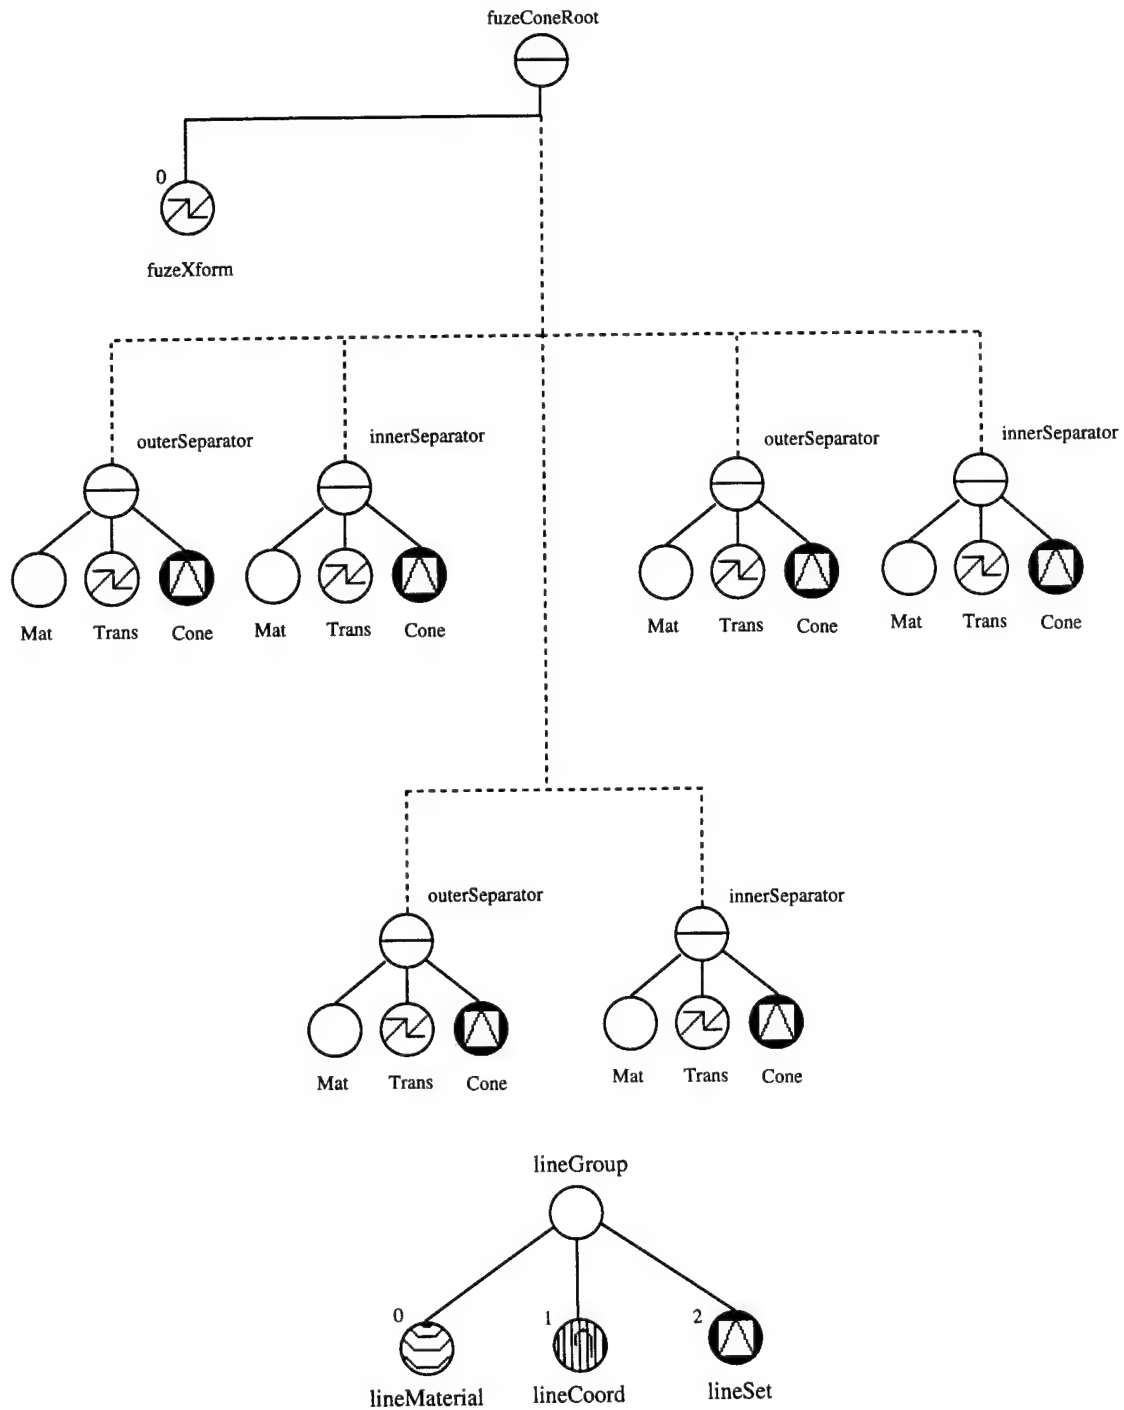 fuzeConeRoot
0
fuzeXform
outerSeparator
innerSeparator
outerSeparator
innerSeparator
Mat
Trans
Cone
Mat
Trans
Cone
Mat
Trans
Cone
Mat
Trans
Cone
outerSeparator
innerSeparator
Mat
Trans
Cone
Mat
Trans
Cone
lineGroup
0
1
2
lineMaterial
lineCoord
lineSet